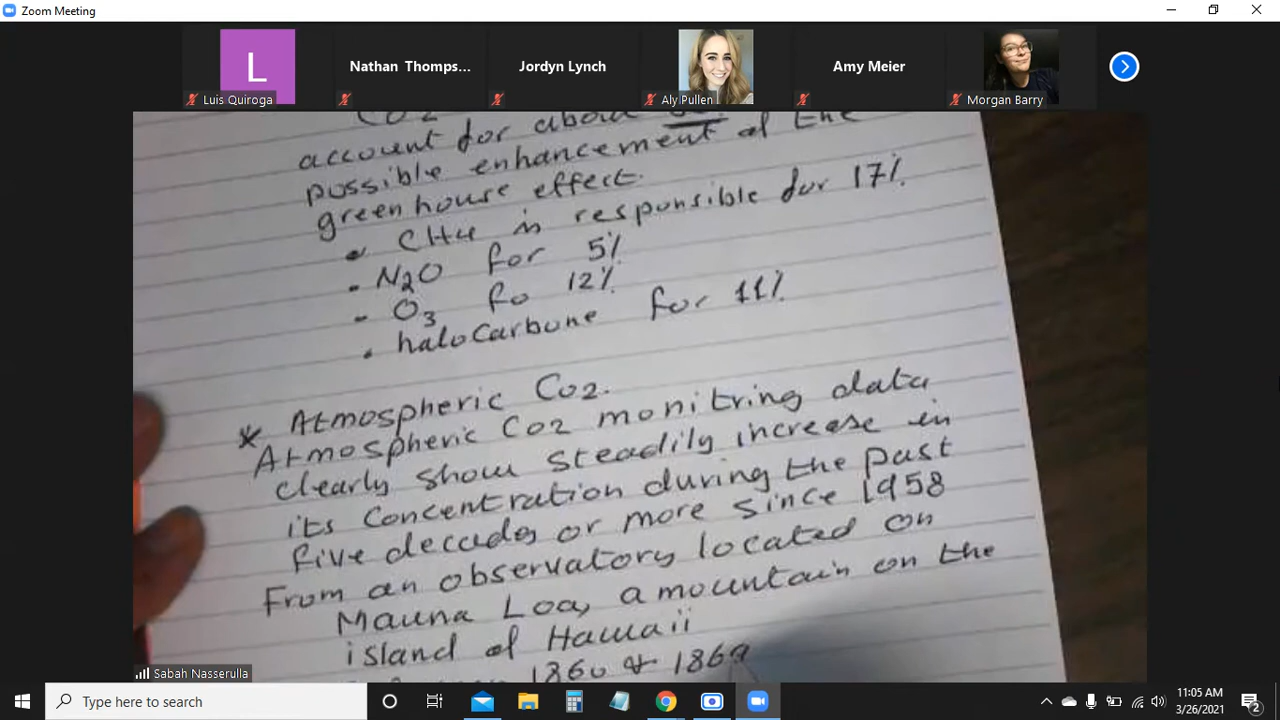 Zoom Meeting
L
Nathan Thomps...
Jordyn Lynch
Amy Meier
Luis Quiroga
Aly Pullen
Morgan Barry
CO2
account for about
possible enhancement of the
greenhouse effect.
• CH4 is responsible for 17%.
• N2O for 5%
- O3 fo 12%
• halocarbone for 11%
* Atmospheric CO2.
Atmospheric CO2 monitring data
clearly show steadily increase in
its concentration during the past
five decades or more since 1958
From an observatory located on
Mauna Loa, a mountain on the
island of Hawaii
1860 & 1869
Sabah Nasserulla
Type here to search
11:05 AM
3/26/2021
2